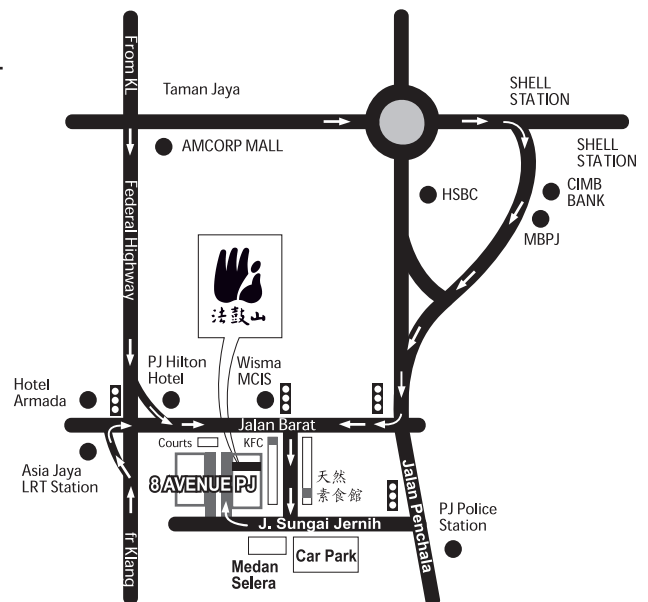 From KL
Taman Jaya
SHELL
STATION
AMCORP MALL
SHELL
STATION
CIMB
BANK
HSBC
MBPJ
Federal Highway
法鼓山
PJ Hilton
Hotel
Wisma
MCIS
Hotel
Armada
Jalan Barat
Courts
KFC
Asia Jaya
LRT Station
8 AVENUE PJ
天然
素食館
Jalan Penchala
PJ Police
Station
J. Sungai Jernih
fr Klang
Medan
Selera
Car Park